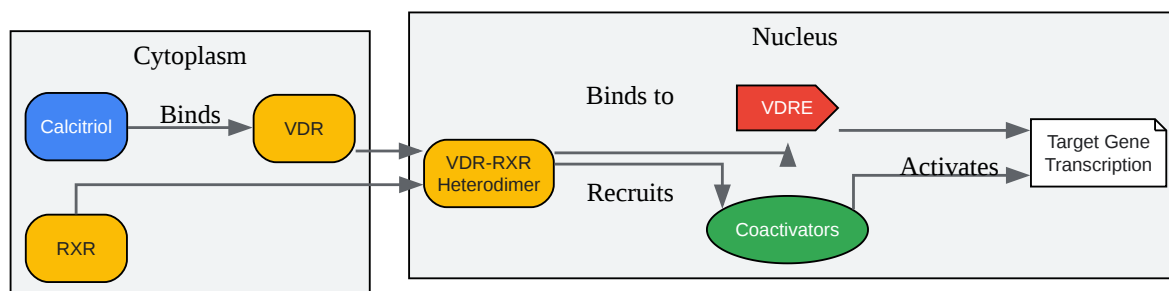 Cytoplasm
Nucleus
Calcitriol
Binds
VDR
RXR
VDR-RXR
Heterodimer
Binds to
VDRE
Recruits
Coactivators
Activates
Target Gene
Transcription